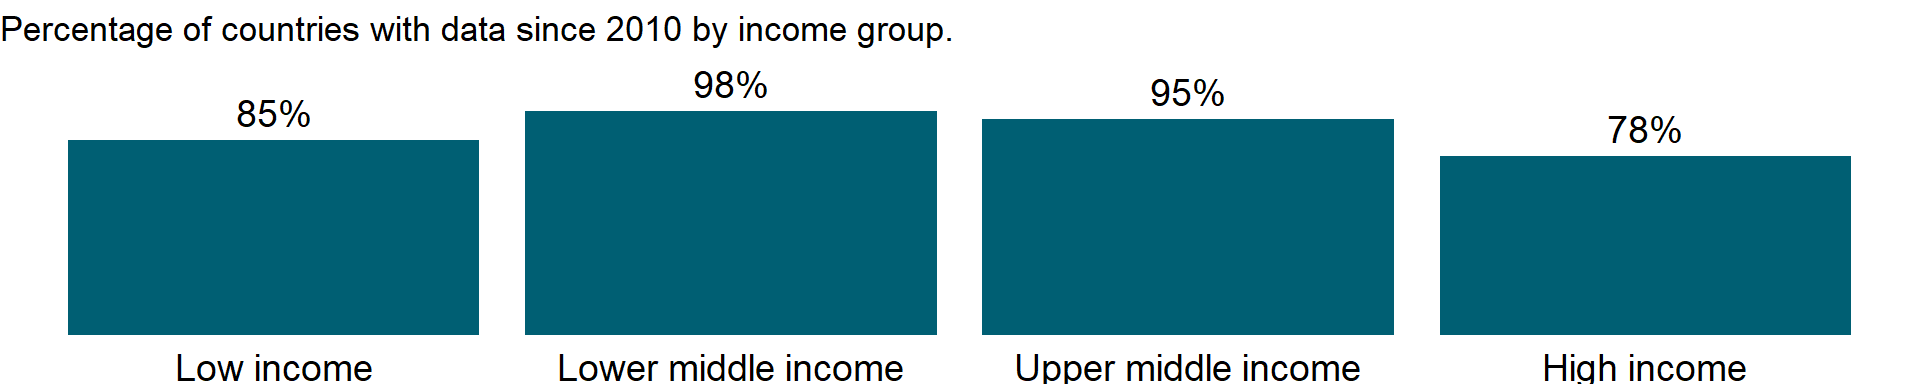 Percentage of countries with data since 2010 by income group.
85%
98%
95%
78%
Low income
Lower middle income
Upper middle income
High income